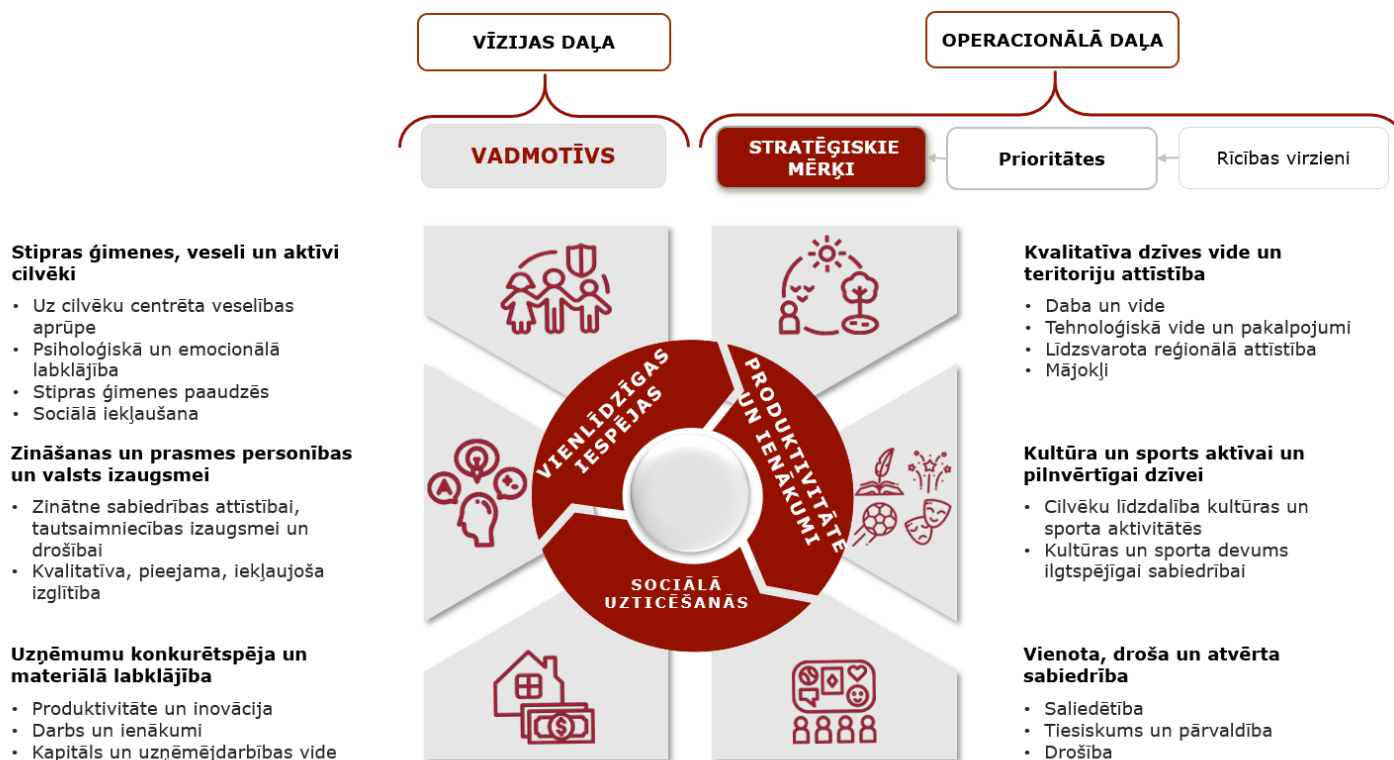 VĪZIJAS DAĻA
OPERACIONĀLĀ DAĻA
VADMOTĪVS
STRATĒĢISKIE
MĒRĶI
Prioritātes
Rīcības virzieni
Stipras ģimenes, veseli un aktīvi
cilvēki
• Uz cilvēku centrēta veselības
aprūpe
• Psiholoģiskā un emocionālā
labklājība
• Stipras ģimenes paaudzēs
• Sociālā iekļaušana
Zināšanas un prasmes personības
un valsts izaugsmei
• Zinātne sabiedrības attīstībai,
tautsaimniecības izaugsmei un
drošībai
• Kvalitatīva, pieejama, iekļaujoša
izglītība
Uzņēmumu konkurētspēja un
materiālā labklājība
• Produktivitāte un inovācija
• Darbs un ienākumi
• Kapitāls un uzņēmējdarbības vide
VIENLĪDZĪGAS
IESPĒJAS
PRODUKTIVITĀTE
UN IENĀKUMI
SOCIĀLĀ
UZTICĒŠANĀS
A
$
Kvalitatīva dzīves vide un
teritoriju attīstība
• Daba un vide
• Tehnoloģiskā vide un pakalpojumi
• Līdzsvarota reģionālā attīstība
• Mājokļi
Kultūra un sports aktīvai un
pilnvērtīgai dzīvei
• Cilvēku līdzdalība kultūras un
sporta aktivitātēs
• Kultūras un sporta devums
ilgtspējīgai sabiedrībai
Vienota, droša un atvērta
sabiedrība
• Saliedētība
• Tiesiskums un pārvaldība
• Drošība